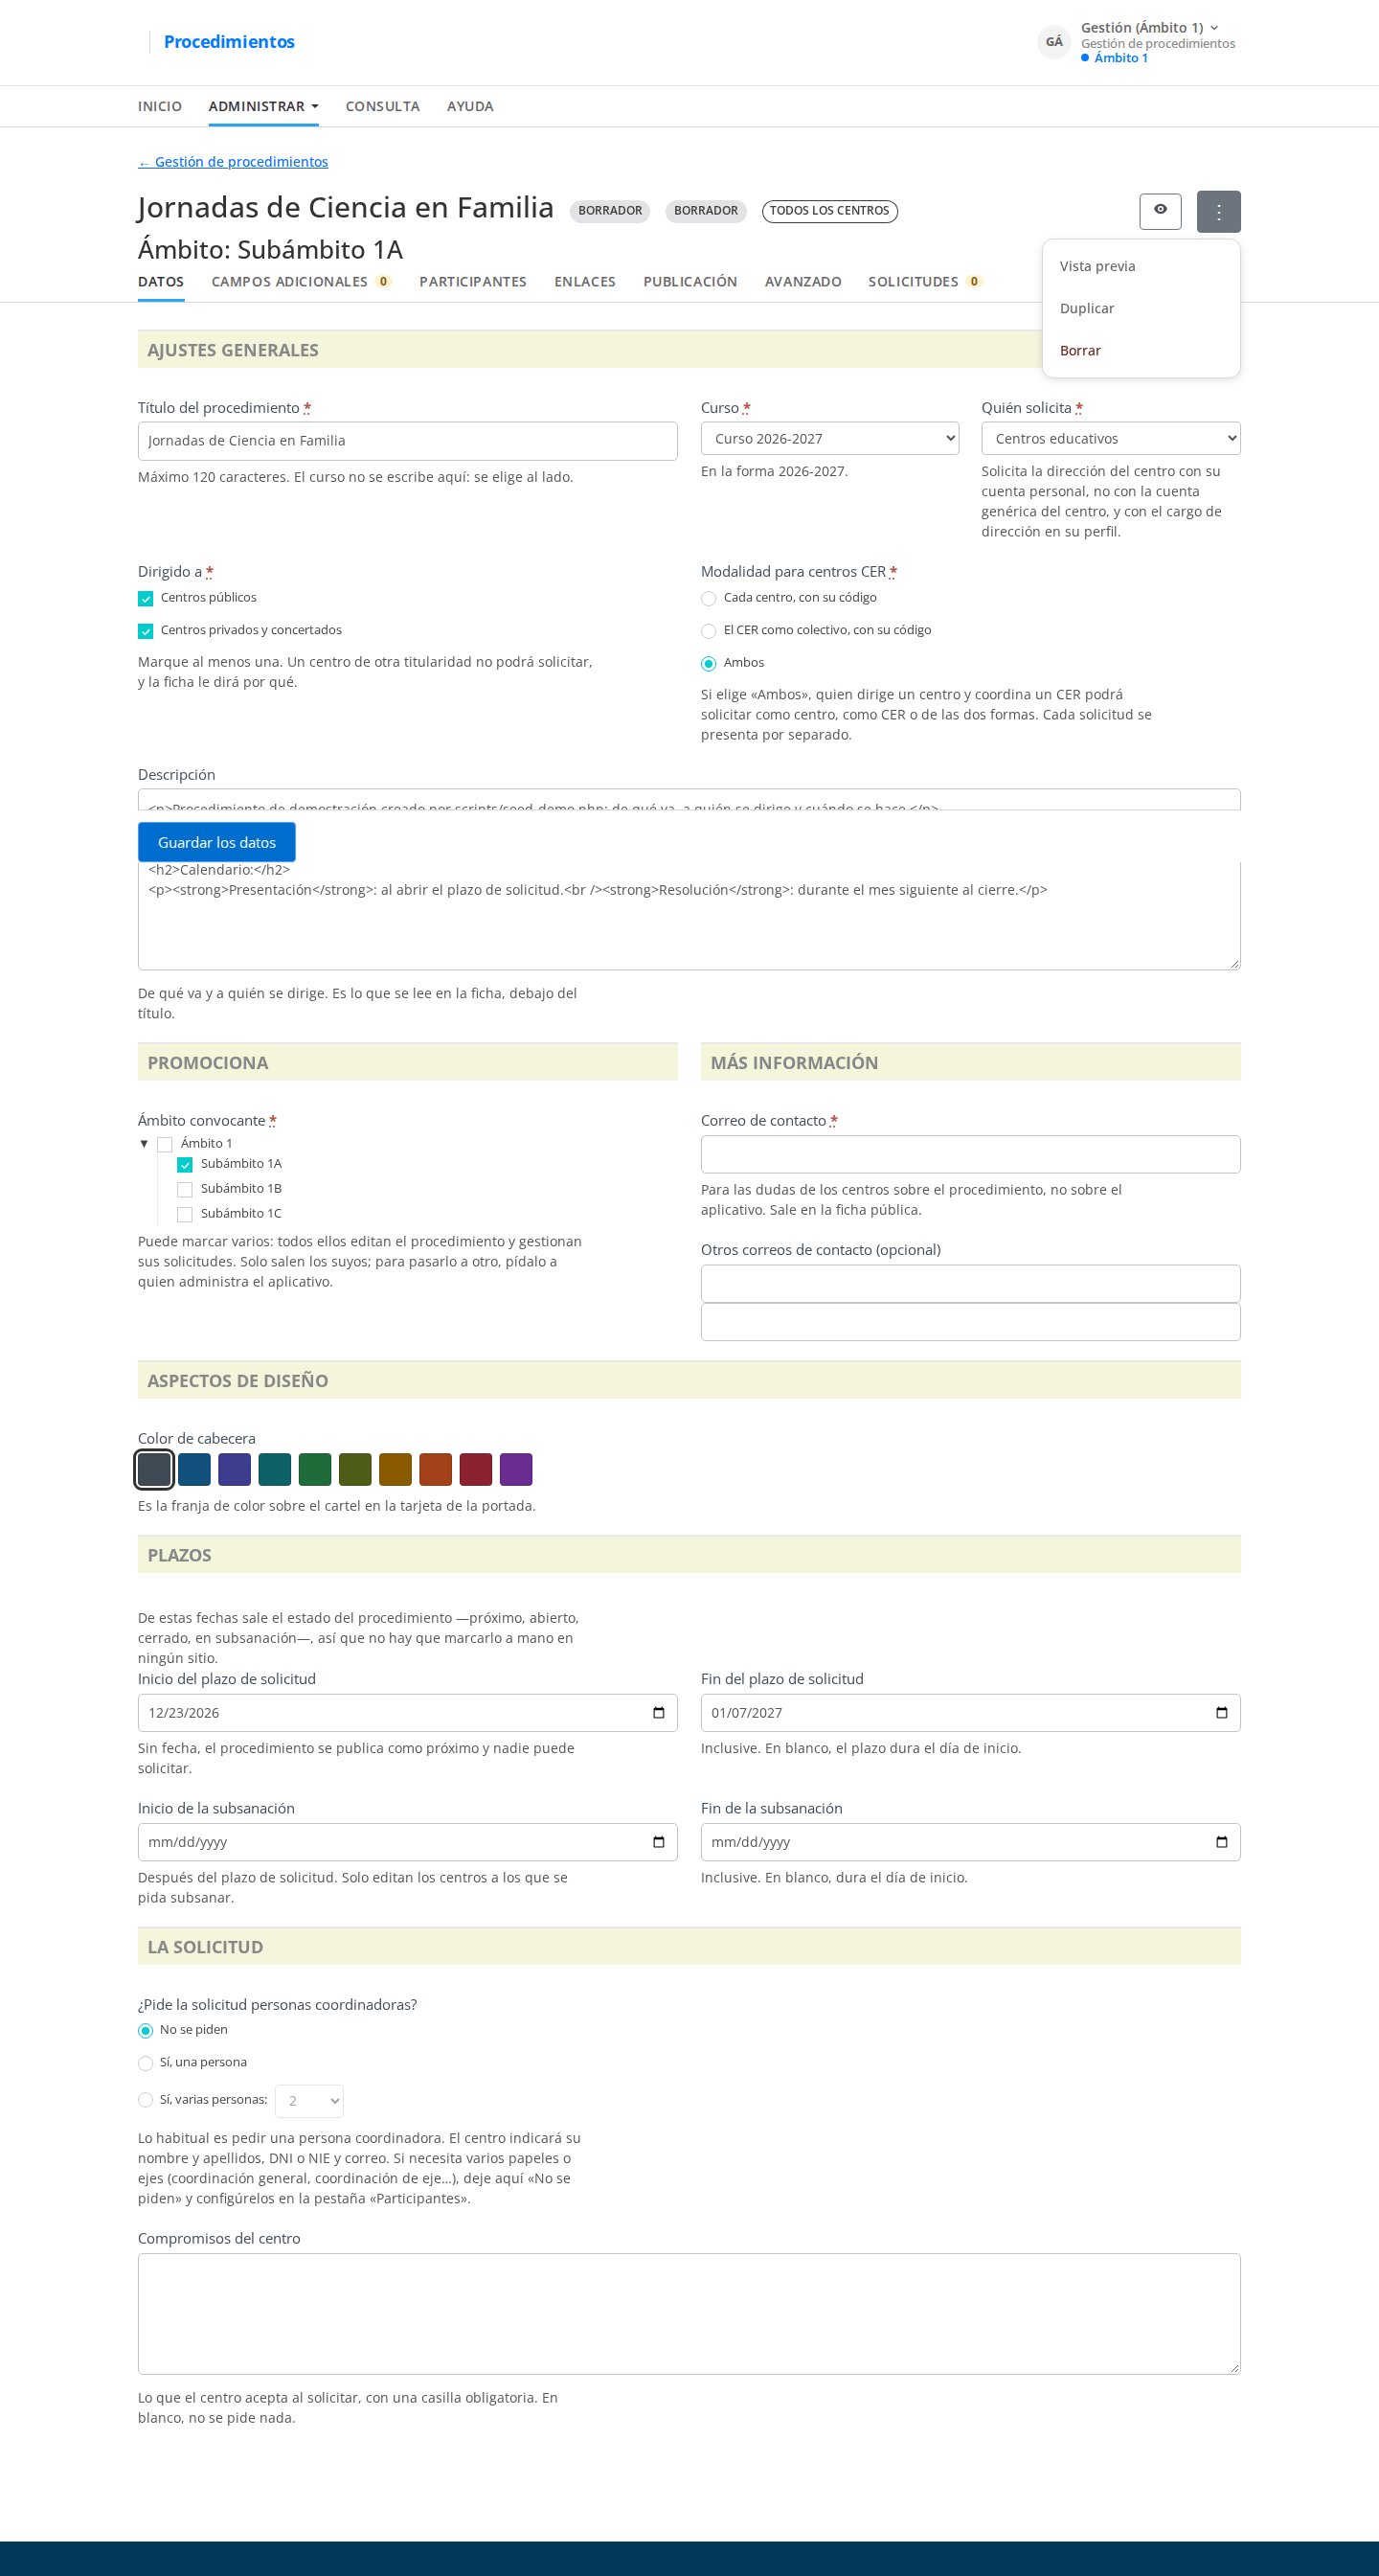 Procedimientos
GÁ
Gestión (Ámbito 1)
Gestión de procedimientos
Ámbito 1
INICIO
ADMINISTRAR
CONSULTA
AYUDA
← Gestión de procedimientos
Jornadas de Ciencia en Familia BORRADOR BORRADOR TODOS LOS CENTROS
⋮
Ámbito: Subámbito 1A
DATOS
CAMPOS ADICIONALES 0
PARTICIPANTES
ENLACES
PUBLICACIÓN
AVANZADO
SOLICITUDES 0
Vista previa
Duplicar
Borrar
AJUSTES GENERALES
Título del procedimiento *
Jornadas de Ciencia en Familia
Máximo 120 caracteres. El curso no se escribe aquí: se elige al lado.
Curso *
Curso 2026-2027
En la forma 2026-2027.
Quién solicita *
Centros educativos
Solicita la dirección del centro con su
cuenta personal, no con la cuenta
genérica del centro, y con el cargo de
dirección en su perfil.
Dirigido a *
Centros públicos
Centros privados y concertados
Marque al menos una. Un centro de otra titularidad no podrá solicitar,
y la ficha le dirá por qué.
Modalidad para centros CER *
Cada centro, con su código
El CER como colectivo, con su código
Ambos
Si elige «Ambos», quien dirige un centro y coordina un CER podrá
solicitar como centro, como CER o de las dos formas. Cada solicitud se
presenta por separado.
Descripción
<p>Procedimiento de demostración creado por scripts/seed-demo.php: de qué va, a quién se dirige y cuándo se hace.</p>
Guardar los datos
<h2>Calendario:</h2>
<p><strong>Presentación</strong>: al abrir el plazo de solicitud.<br /><strong>Resolución</strong>: durante el mes siguiente al cierre.</p>
De qué va y a quién se dirige. Es lo que se lee en la ficha, debajo del
título.
PROMOCIONA
Ámbito convocante *
▼ Ámbito 1
Subámbito 1A
Subámbito 1B
Subámbito 1C
Puede marcar varios: todos ellos editan el procedimiento y gestionan
sus solicitudes. Solo salen los suyos; para pasarlo a otro, pídalo a
quien administra el aplicativo.
MÁS INFORMACIÓN
Correo de contacto *
Para las dudas de los centros sobre el procedimiento, no sobre el
aplicativo. Sale en la ficha pública.
Otros correos de contacto (opcional)
ASPECTOS DE DISEÑO
Color de cabecera
Es la franja de color sobre el cartel en la tarjeta de la portada.
PLAZOS
De estas fechas sale el estado del procedimiento —próximo, abierto,
cerrado, en subsanación—, así que no hay que marcarlo a mano en
ningún sitio.
Inicio del plazo de solicitud
12/23/2026
Sin fecha, el procedimiento se publica como próximo y nadie puede
solicitar.
Fin del plazo de solicitud
01/07/2027
Inclusive. En blanco, el plazo dura el día de inicio.
Inicio de la subsanación
mm/dd/yyyy
Después del plazo de solicitud. Solo editan los centros a los que se
pida subsanar.
Fin de la subsanación
mm/dd/yyyy
Inclusive. En blanco, dura el día de inicio.
LA SOLICITUD
¿Pide la solicitud personas coordinadoras?
No se piden
Sí, una persona
Sí, varias personas: 2
Lo habitual es pedir una persona coordinadora. El centro indicará su
nombre y apellidos, DNI o NIE y correo. Si necesita varios papeles o
ejes (coordinación general, coordinación de eje…), deje aquí «No se
piden» y configúrelos en la pestaña «Participantes».
Compromisos del centro
Lo que el centro acepta al solicitar, con una casilla obligatoria. En
blanco, no se pide nada.